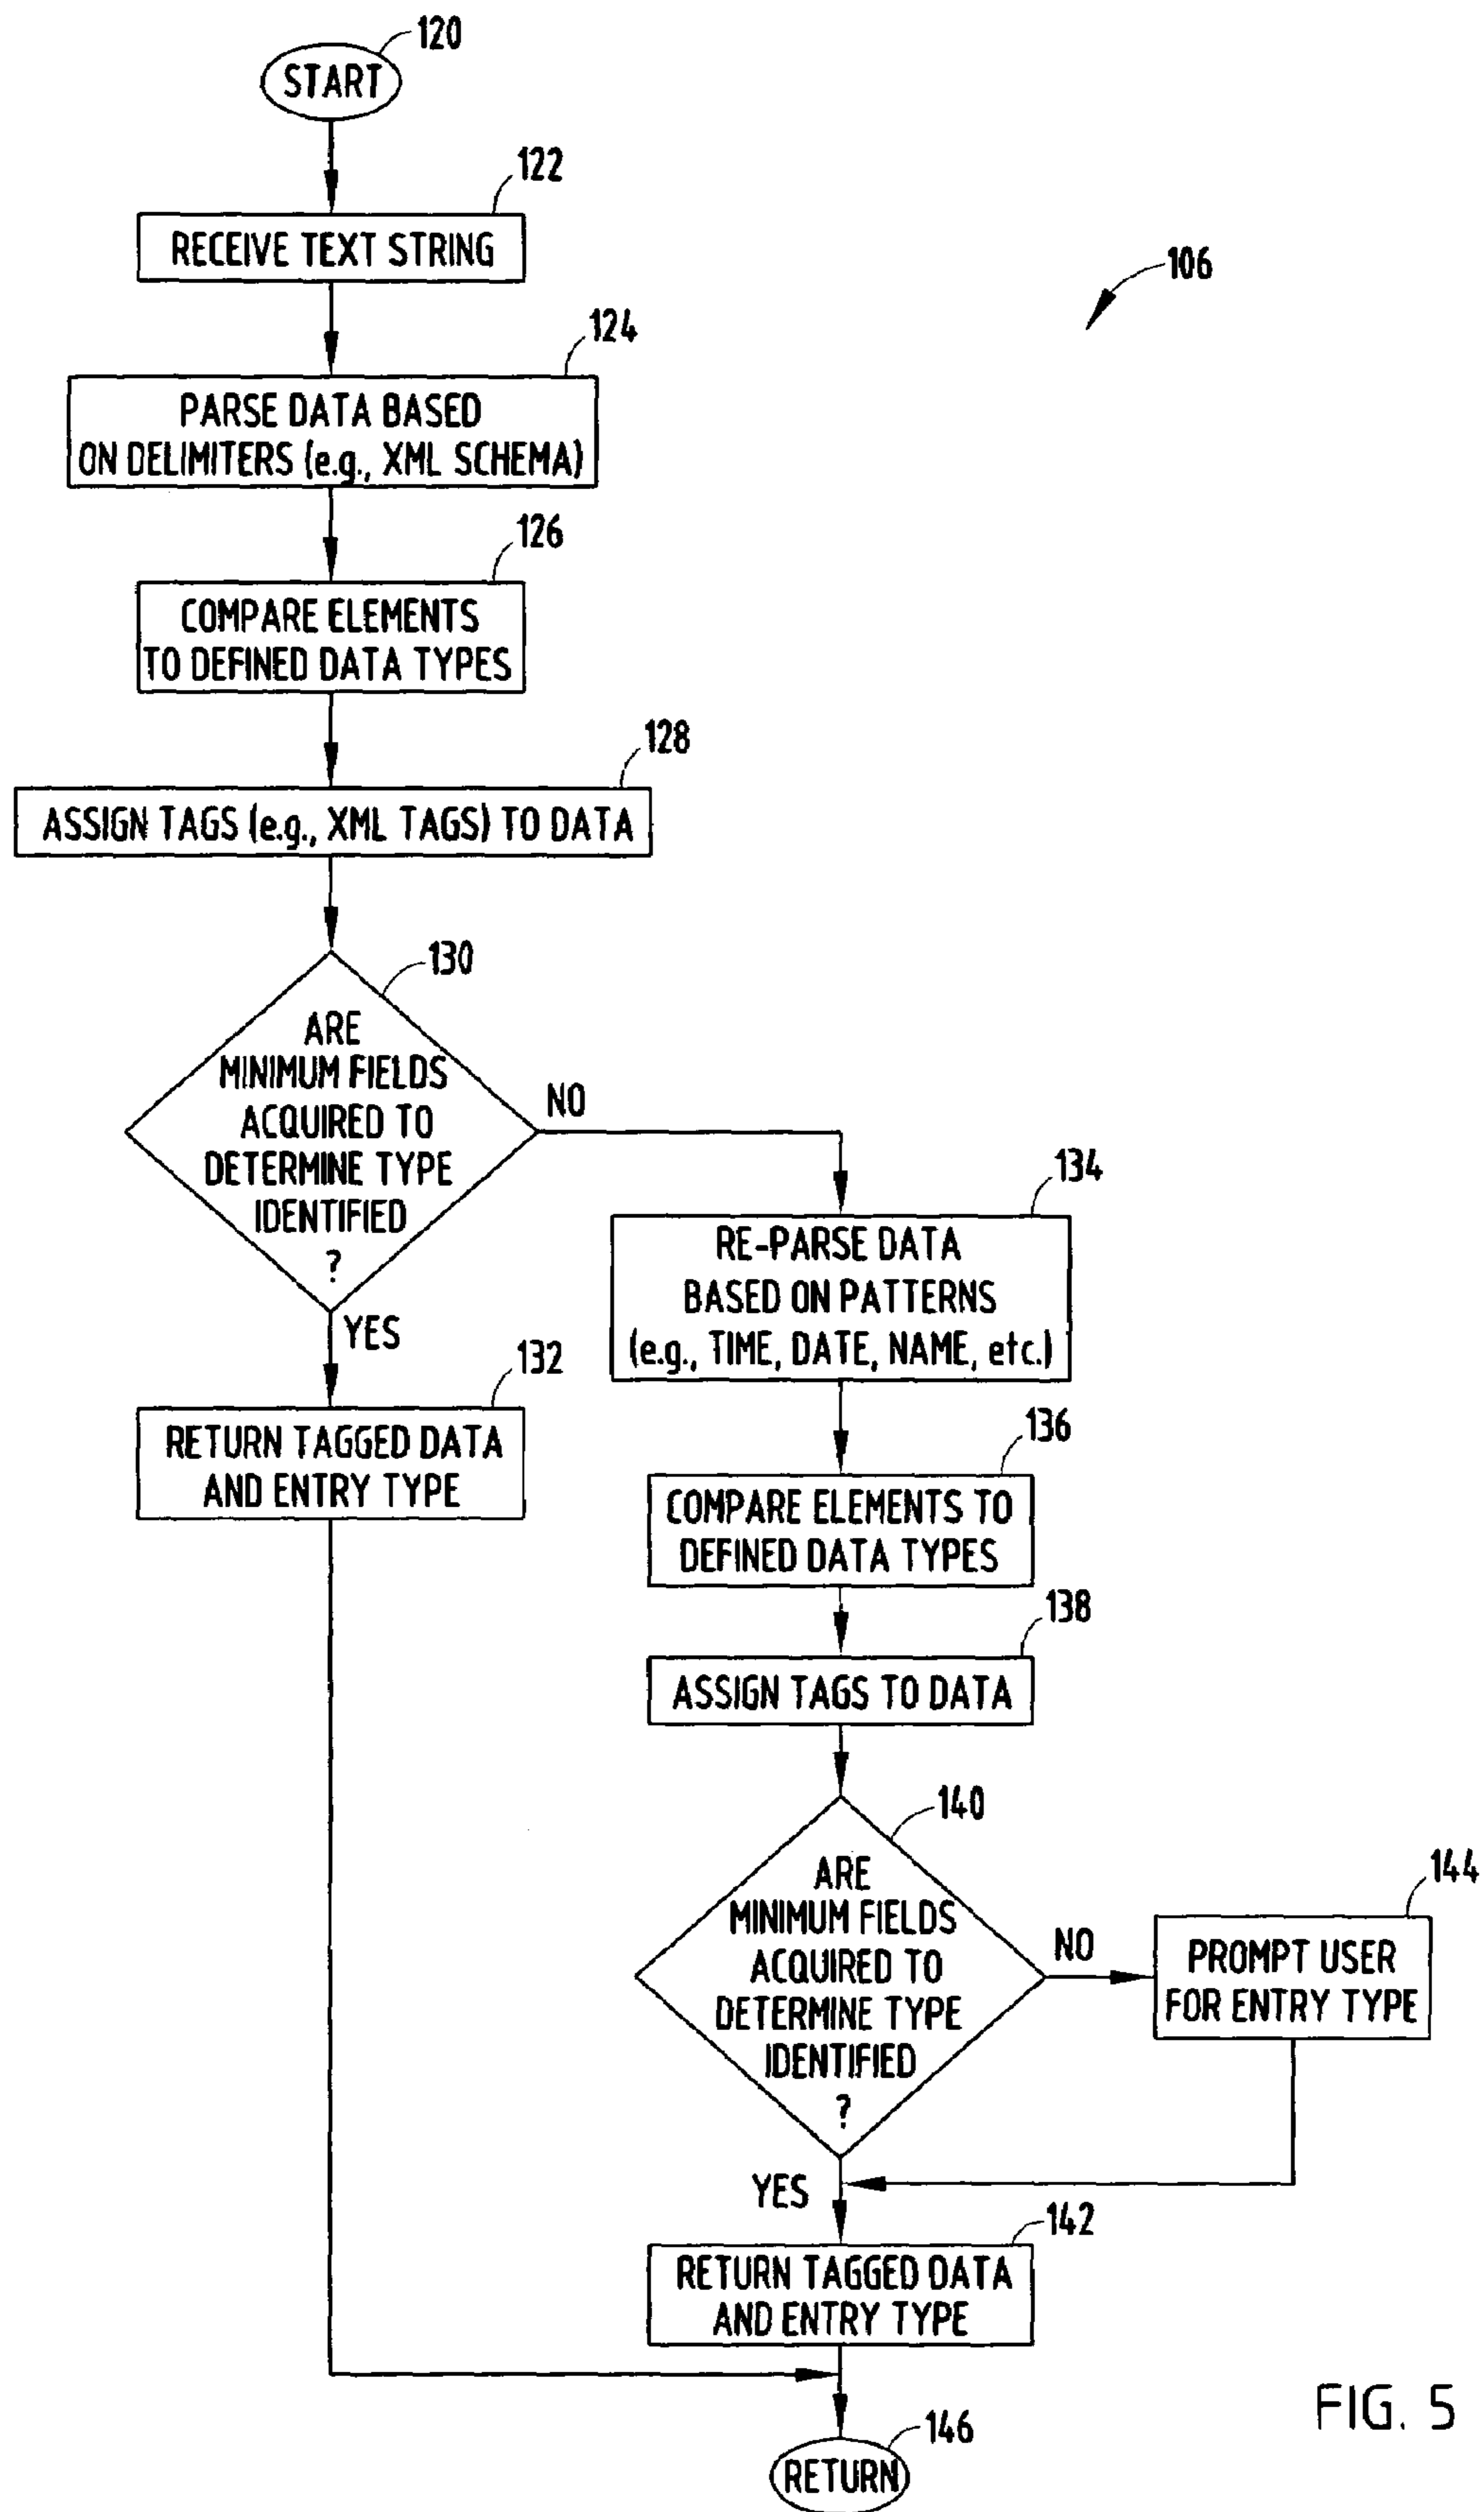 120
START
122
RECEIVE TEXT STRING
106
124
PARSE DATA BASED
ON DELIMITERS (e.g., XML SCHEMA)
126
COMPARE ELEMENTS
TO DEFINED DATA TYPES
128
ASSIGN TAGS (e.g., XML TAGS) TO DATA
130
ARE
MINIMUM FIELDS
ACQUIRED TO
DETERMINE TYPE
IDENTIFIED
?
NO
YES
132
RETURN TAGGED DATA
AND ENTRY TYPE
134
RE-PARSE DATA
BASED ON PATTERNS
(e.g., TIME, DATE, NAME, etc.)
136
COMPARE ELEMENTS TO
DEFINED DATA TYPES
138
ASSIGN TAGS TO DATA
140
ARE
MINIMUM FIELDS
ACQUIRED TO
DETERMINE TYPE
IDENTIFIED
?
NO
144
PROMPT USER
FOR ENTRY TYPE
YES
142
RETURN TAGGED DATA
AND ENTRY TYPE
146
RETURN
FIG. 5